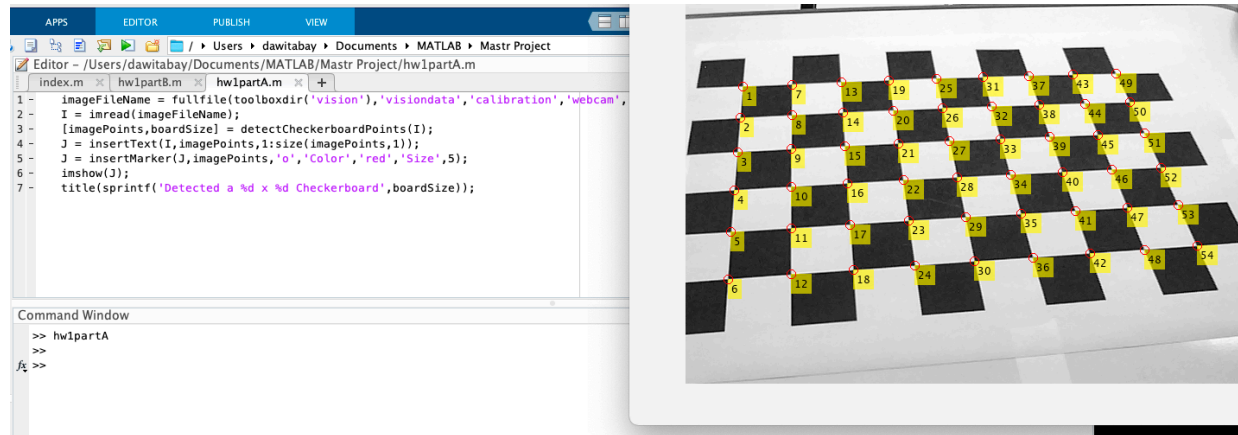 APPS EDITOR PUBLISH VIEW
/ ‣ Users ‣ dawitabay ‣ Documents ‣ MATLAB ‣ Mastr Project
Editor – /Users/dawitabay/Documents/MATLAB/Mastr Project/hw1partA.m
index.m × hw1partB.m × hw1partA.m × +
1 – imageFileName = fullfile(toolboxdir('vision'),'visiondata','calibration','webcam',
2 – I = imread(imageFileName);
3 – [imagePoints,boardSize] = detectCheckerboardPoints(I);
4 – J = insertText(I,imagePoints,1:size(imagePoints,1));
5 – J = insertMarker(J,imagePoints,'o','Color','red','Size',5);
6 – imshow(J);
7 – title(sprintf('Detected a %d x %d Checkerboard',boardSize));
Command Window
>> hw1partA
>>
fx >>
1 7 13 19 25 31 37 43 49
2 8 14 20 26 32 38 44 50
3 9 15 21 27 33 39 45 51
4 10 16 22 28 34 40 46 52
5 11 17 23 29 35 41 47 53
6 12 18 24 30 36 42 48 54